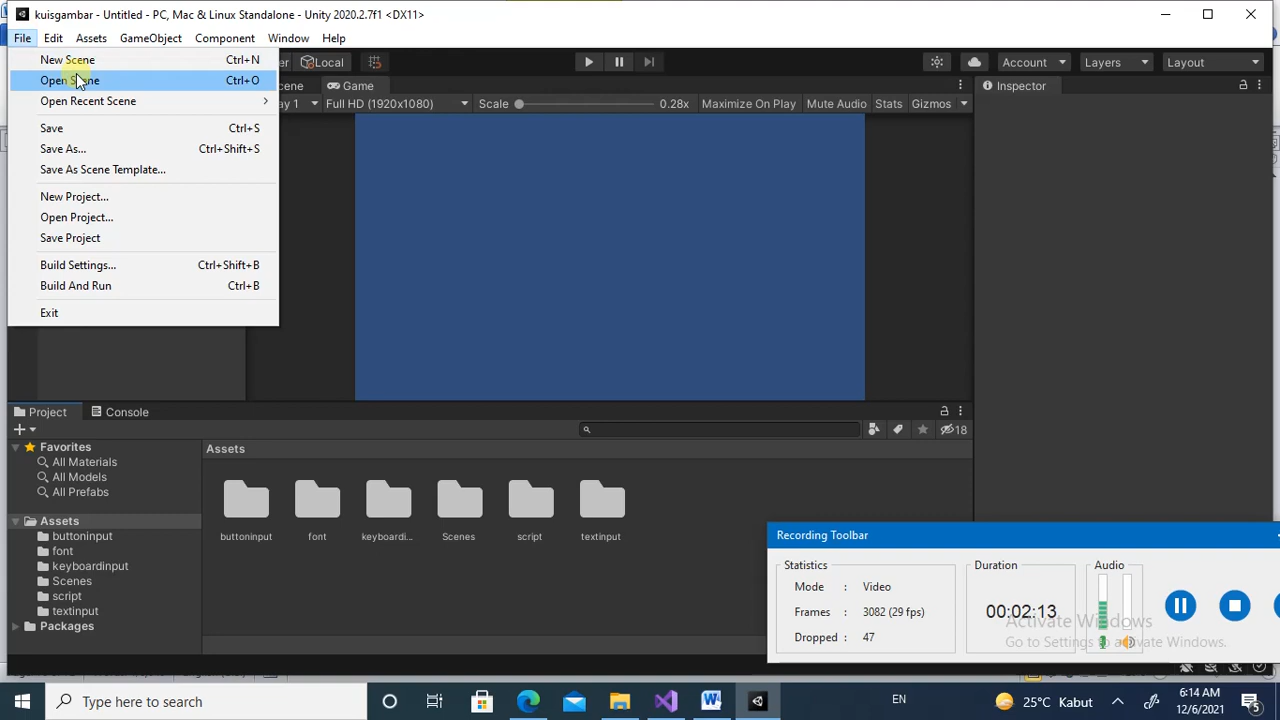 kuisgambar - Untitled - PC, Mac & Linux Standalone - Unity 2020.2.7f1 <DX11>
File Edit Assets GameObject Component Window Help
New Scene Ctrl+N
Open Scene Ctrl+O
Open Recent Scene
Save Ctrl+S
Save As... Ctrl+Shift+S
Save As Scene Template...
New Project...
Open Project...
Save Project
Build Settings... Ctrl+Shift+B
Build And Run Ctrl+B
Exit
Local Account Layers Layout
Game
Full HD (1920x1080) Scale 0.28x Maximize On Play Mute Audio Stats Gizmos
Inspector
Project Console
18
Favorites
All Materials
All Models
All Prefabs
Assets
buttoninput
font
keyboardinput
Scenes
script
textinput
Packages
Assets
buttoninput font keyboardi... Scenes script textinput
Recording Toolbar
Statistics
Mode : Video
Frames : 3082 (29 fps)
Dropped : 47
Duration
00:02:13
Audio
Activate Windows
Go to Settings to activate Windows.
Type here to search
EN
25°C Kabut
6:14 AM
12/6/2021
5